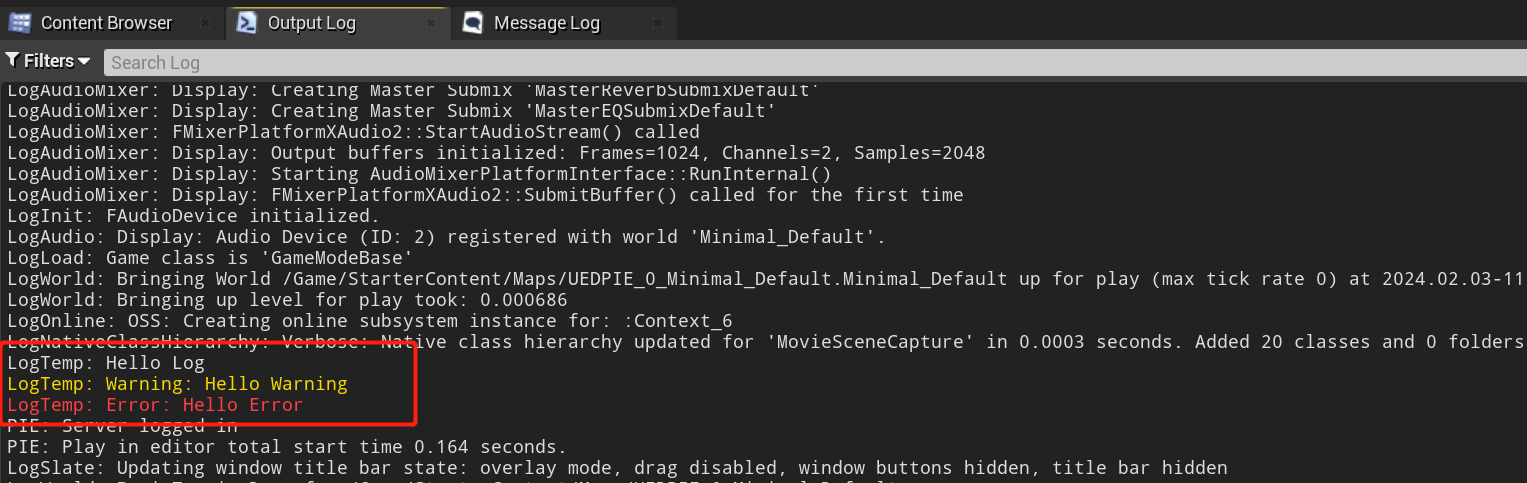 Content Browser Output Log Message Log
Filters Search Log
LogAudioMixer: Display: Creating Master Submix 'MasterReverbSubmixDefault'
LogAudioMixer: Display: Creating Master Submix 'MasterEQSubmixDefault'
LogAudioMixer: FMixerPlatformXAudio2::StartAudioStream() called
LogAudioMixer: Display: Output buffers initialized: Frames=1024, Channels=2, Samples=2048
LogAudioMixer: Display: Starting AudioMixerPlatformInterface::RunInternal()
LogAudioMixer: Display: FMixerPlatformXAudio2::SubmitBuffer() called for the first time
LogInit: FAudioDevice initialized.
LogAudio: Display: Audio Device (ID: 2) registered with world 'Minimal_Default'.
LogLoad: Game class is 'GameModeBase'
LogWorld: Bringing World /Game/StarterContent/Maps/UEDPIE_0_Minimal_Default.Minimal_Default up for play (max tick rate 0) at 2024.02.03-11
LogWorld: Bringing up level for play took: 0.000686
LogOnline: OSS: Creating online subsystem instance for: :Context_6
LogNativeClassHierarchy: Verbose: Native class hierarchy updated for 'MovieSceneCapture' in 0.0003 seconds. Added 20 classes and 0 folders
LogTemp: Hello Log
LogTemp: Warning: Hello Warning
LogTemp: Error: Hello Error
PIE: Server logged in
PIE: Play in editor total start time 0.164 seconds.
LogSlate: Updating window title bar state: overlay mode, drag disabled, window buttons hidden, title bar hidden